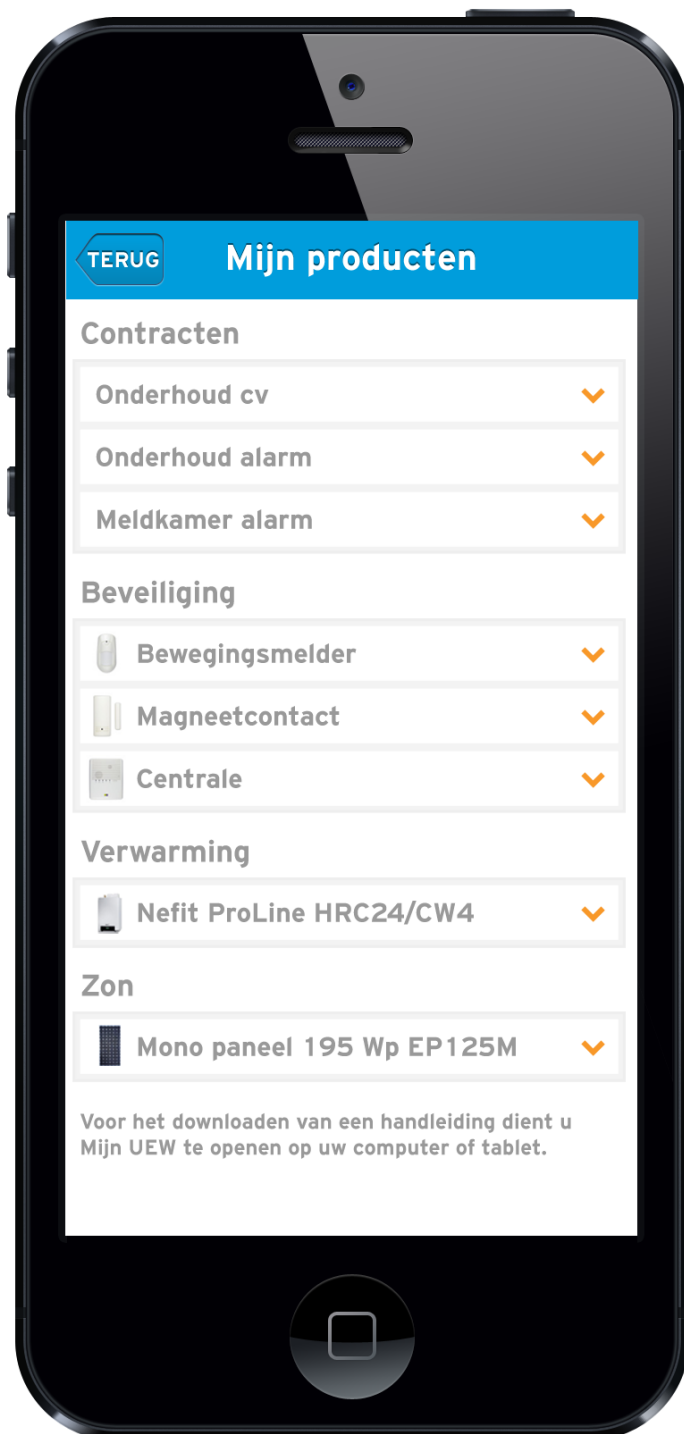 TERUG
Mijn producten
Contracten
Onderhoud cv
Onderhoud alarm
Meldkamer alarm
Beveiliging
Bewegingsmelder
Magneetcontact
Centrale
Verwarming
Nefit ProLine HRC24/CW4
Zon
Mono paneel 195 Wp EP125M
Voor het downloaden van een handleiding dient u
Mijn UEW te openen op uw computer of tablet.